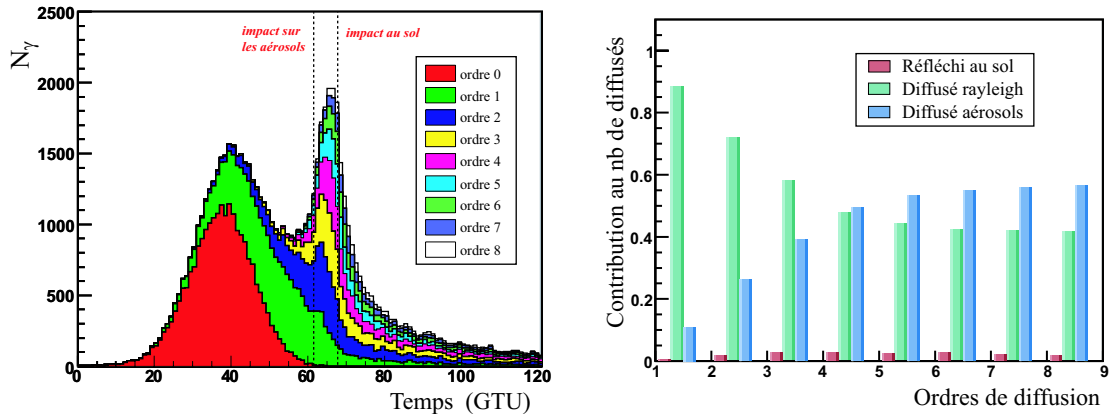 2500
2000
1500
1000
500
0
0
20
40
60
80
100
120
Nγ
Temps (GTU)
impact sur
les aérosols
impact au sol
ordre 0
ordre 1
ordre 2
ordre 3
ordre 4
ordre 5
ordre 6
ordre 7
ordre 8
Contribution au nb de diffusés
1
0.8
0.6
0.4
0.2
0
1
2
3
4
5
6
7
8
9
Ordres de diffusion
Réfléchi au sol
Diffusé rayleigh
Diffusé aérosols